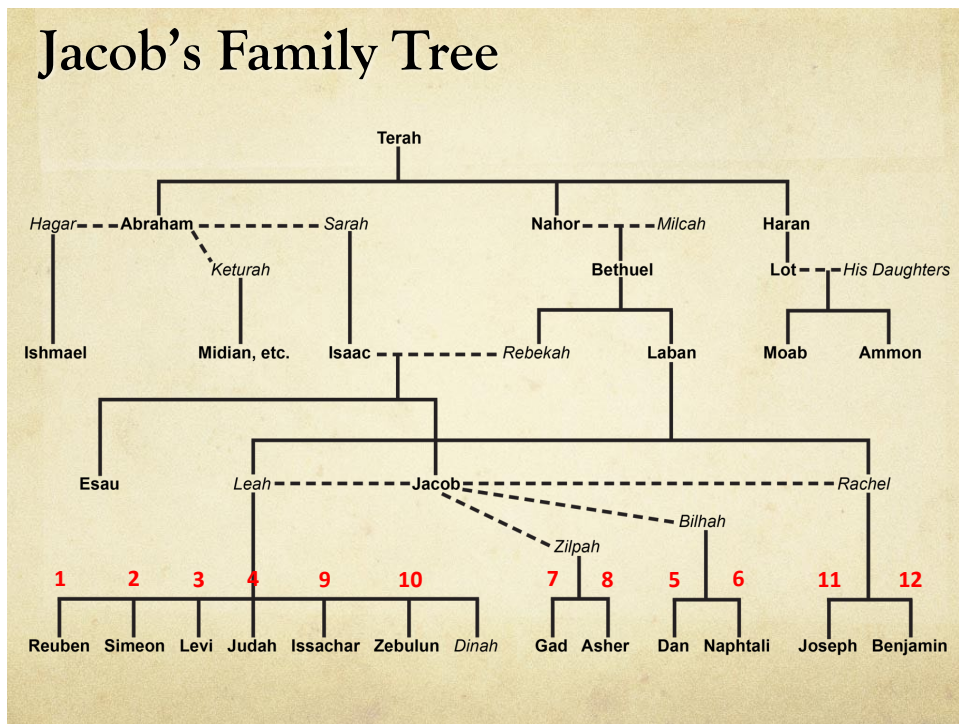 Jacob's Family Tree
Terah
Hagar Abraham Sarah Nahor Milcah Haran
Keturah Bethuel Lot His Daughters
Ishmael Midian, etc. Isaac Rebekah Laban Moab Ammon
Esau Leah Jacob Rachel
Bilhah
Zilpah
1 2 3 4 9 10 7 8 5 6 11 12
Reuben Simeon Levi Judah Issachar Zebulun Dinah Gad Asher Dan Naphtali Joseph Benjamin